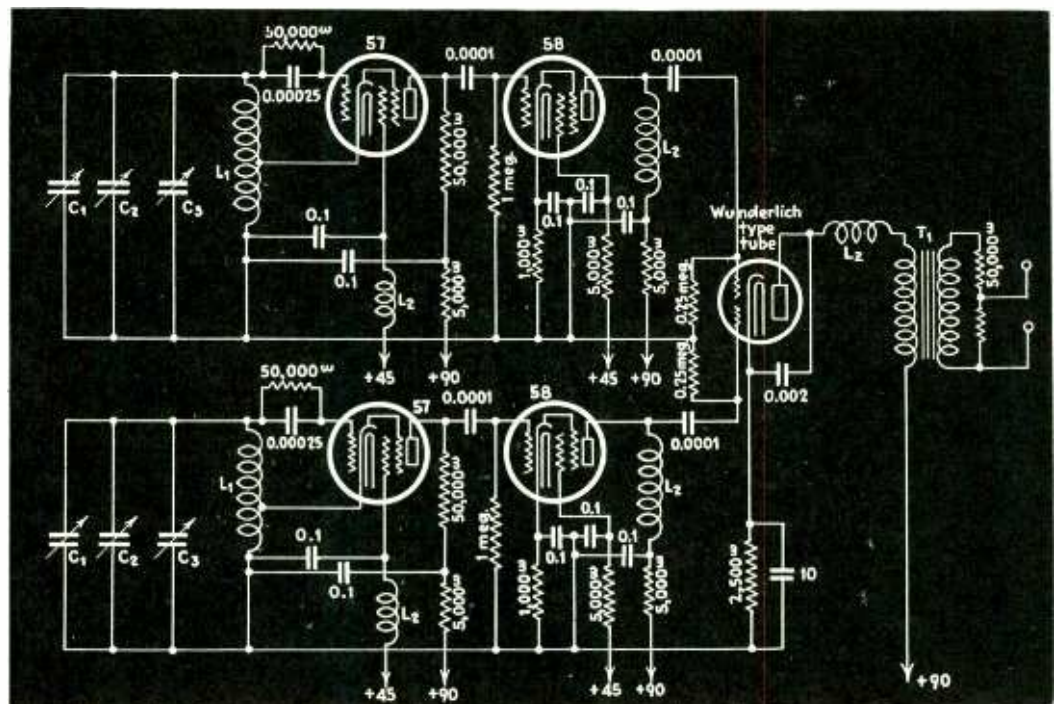 50,000ω
0.00025
57
0.0001
58
0.0001
C₁
C₂
C₃
L₁
50,000ω
1 meg.
L₂
0.1
0.1
0.1
0.1
0.1
L₂
5,000ω
1,000ω
5,000ω
5,000ω
+45
+90
+45
+90
Wunderlich
type
tube
0.25 meg.
0.25 meg.
L₂
T₁
50,000ω
0.002
50,000ω
0.00025
57
0.0001
58
0.0001
C₁
C₂
C₃
L₁
50,000ω
1 meg.
L₂
0.1
0.1
0.1
0.1
0.1
L₂
5,000ω
1,000ω
5,000ω
5,000ω
2,500ω
10
+45
+90
+45
+90
+90